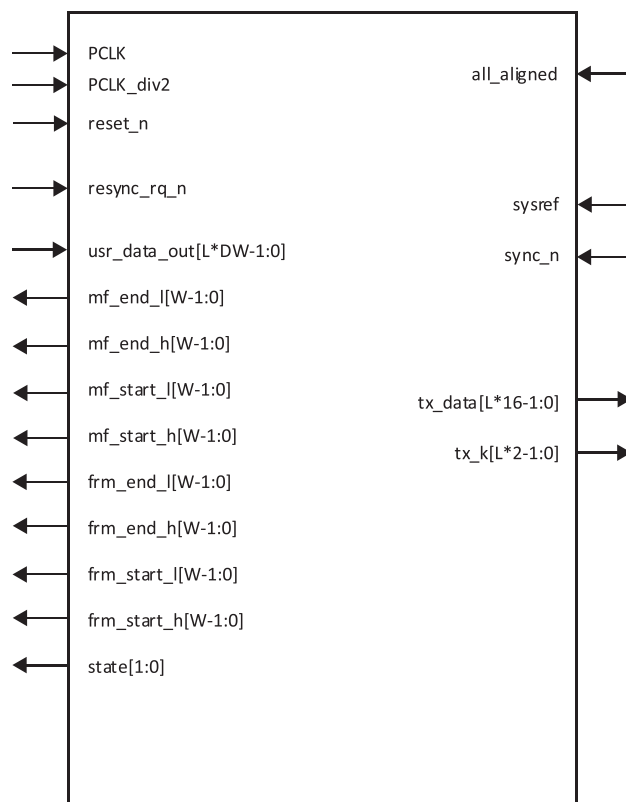 PCLK
PCLK_div2
reset_n
resync_rq_n
usr_data_out[L*DW-1:0]
mf_end_l[W-1:0]
mf_end_h[W-1:0]
mf_start_l[W-1:0]
mf_start_h[W-1:0]
frm_end_l[W-1:0]
frm_end_h[W-1:0]
frm_start_l[W-1:0]
frm_start_h[W-1:0]
state[1:0]
all_aligned
sysref
sync_n
tx_data[L*16-1:0]
tx_k[L*2-1:0]